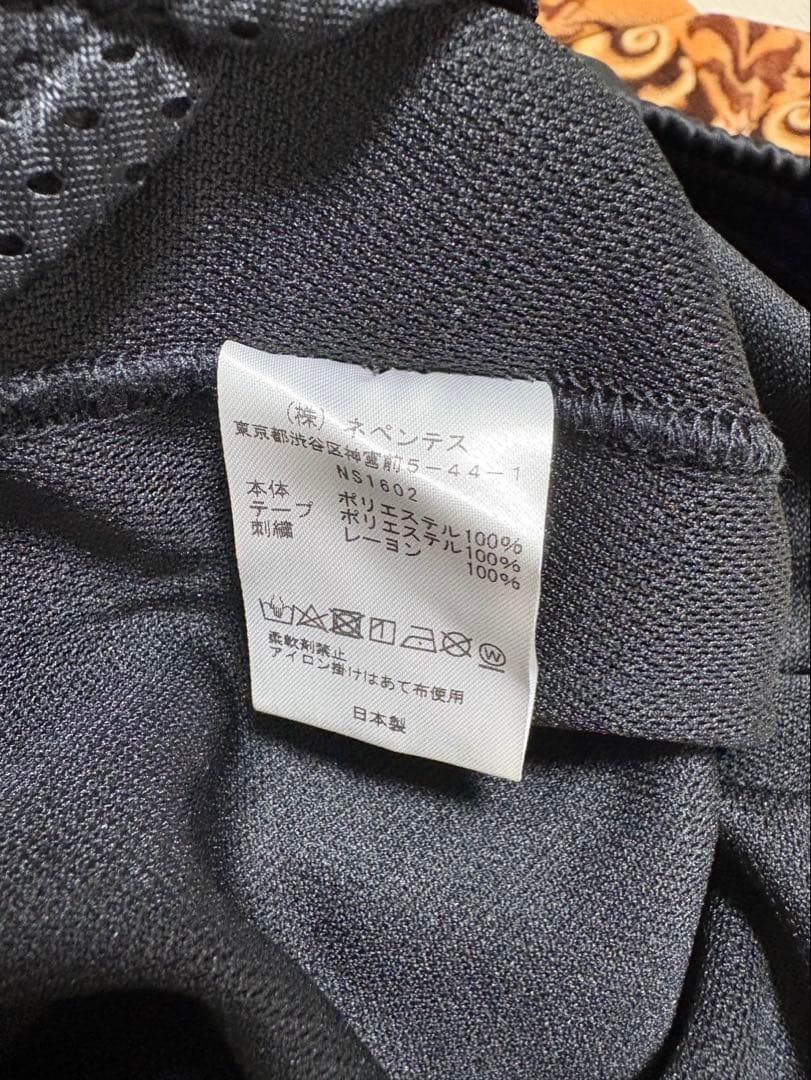 (株) ネペンテス
東京都渋谷区神宮前5-44-1
NS1602
本体 ポリエステル100%
テープ ポリエステル100%
刺繍 レーヨン 100%
W
柔軟剤禁止
アイロン掛けはあて布使用
日本製